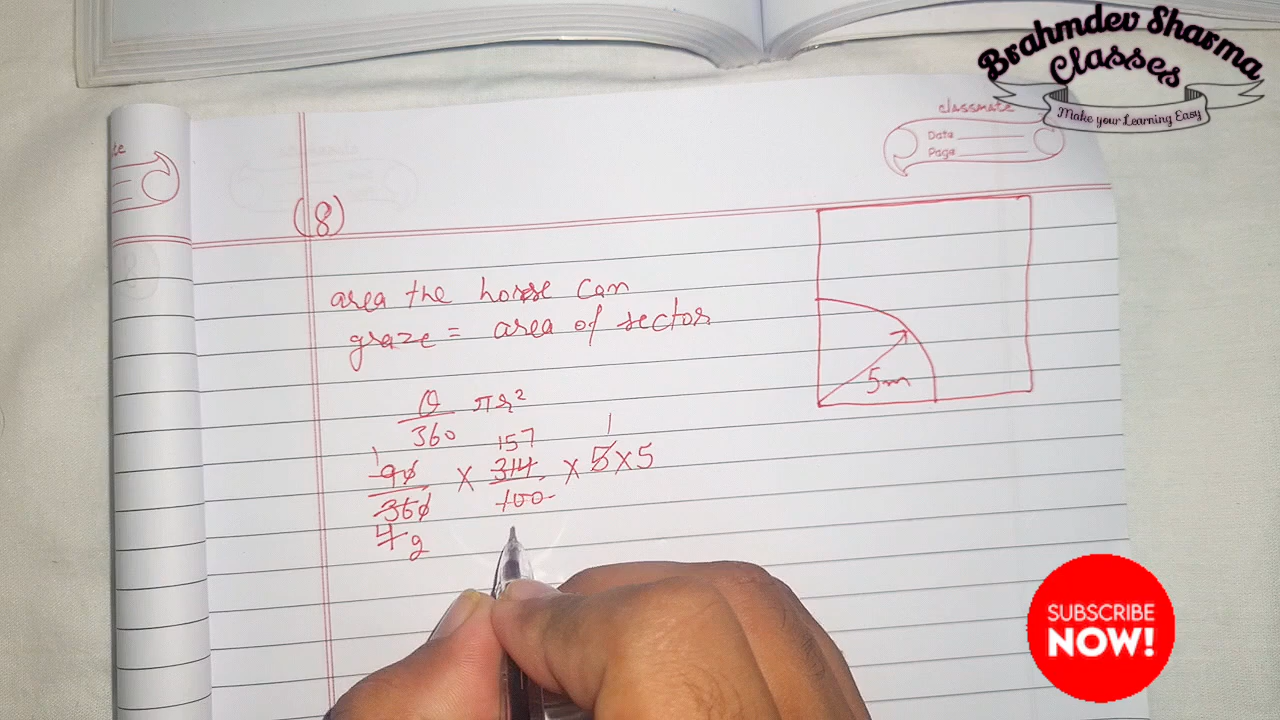 Brahmdev Sharma
Classes
Make your Learning Easy
classmate
Date
Page
te
(8)
area the horse can
graze = area of sector
θ/360 πr²
1 157 1
90/360 × 314/100 × 5×5
4 2
5m
SUBSCRIBE
NOW!